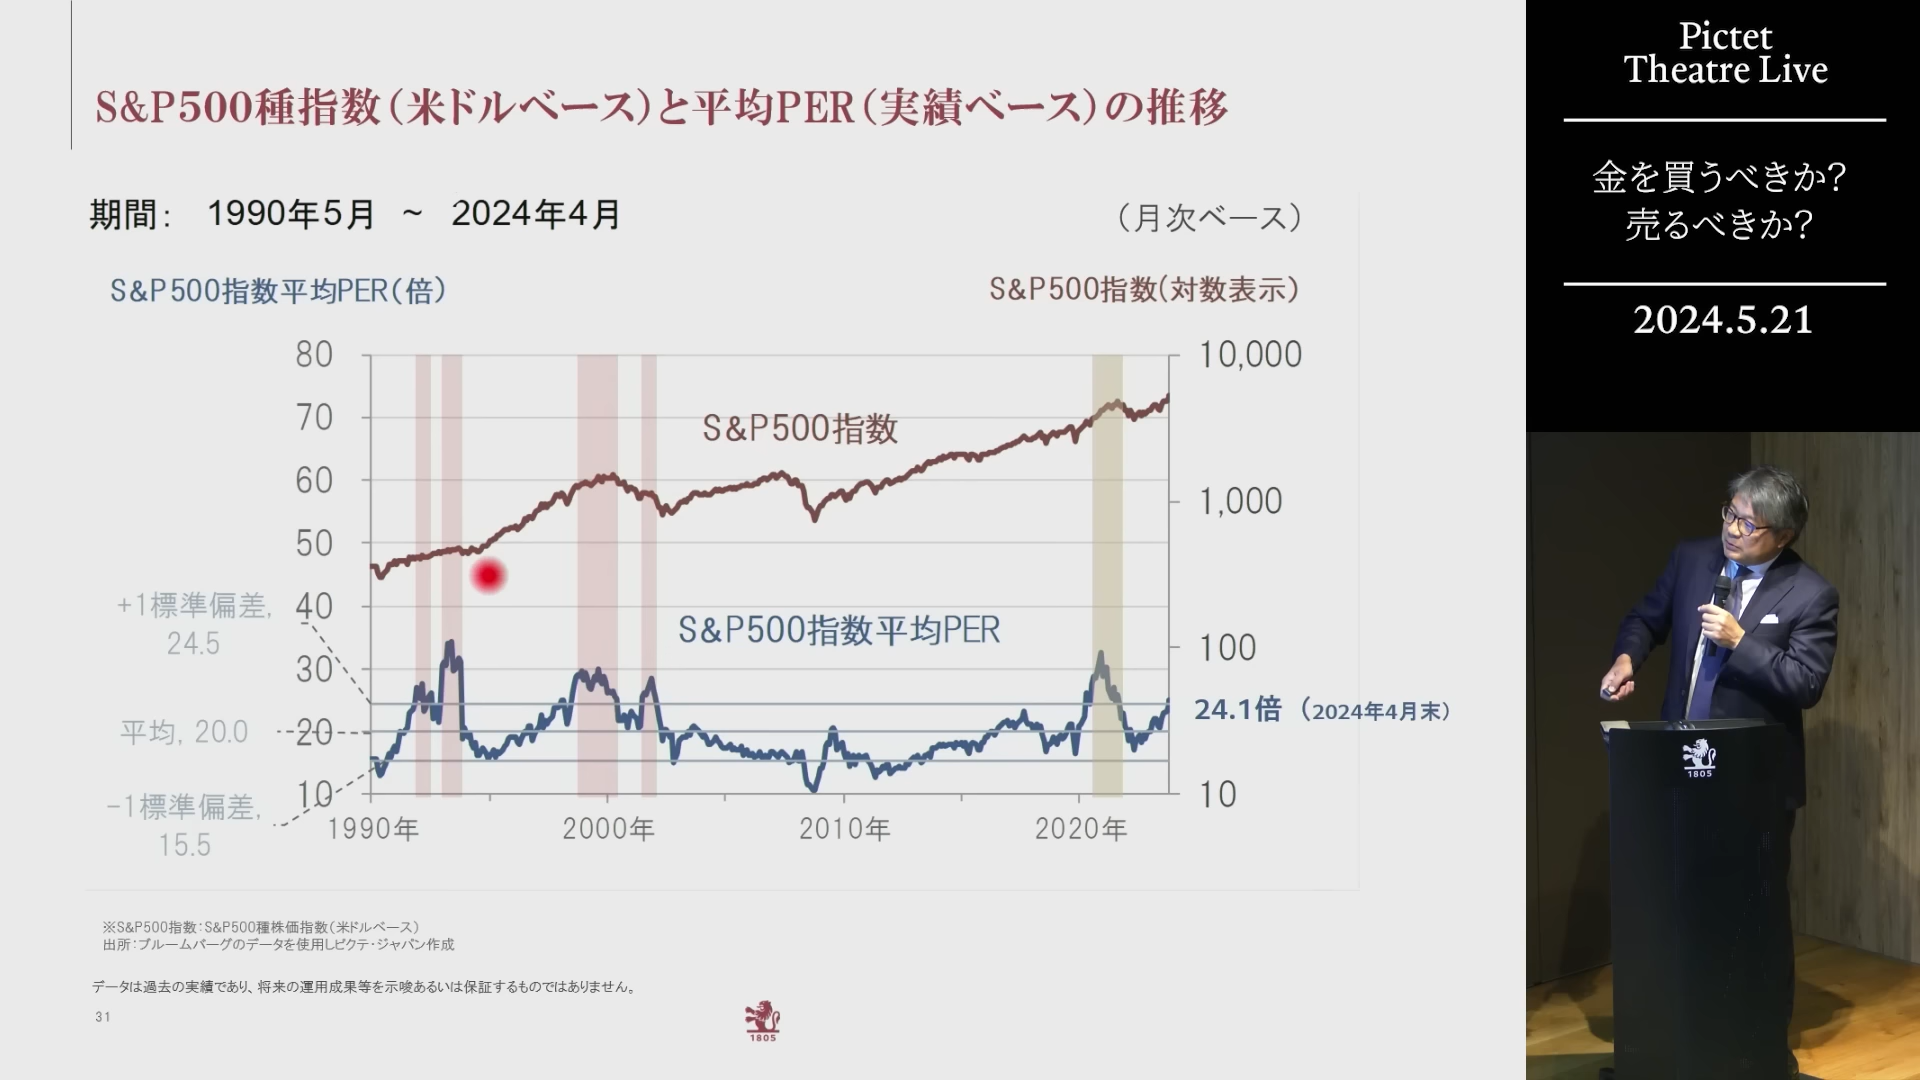 S&P500種指数(米ドルベース)と平均PER(実績ベース)の推移
期間: 1990年5月 ~ 2024年4月
(月次ベース)
S&P500指数平均PER(倍)
S&P500指数(対数表示)
80
70
60
50
40
30
20
10
10,000
1,000
100
10
S&P500指数
S&P500指数平均PER
+1標準偏差,
24.5
平均, 20.0
-1標準偏差,
15.5
24.1倍 (2024年4月末)
1990年
2000年
2010年
2020年
※S&P500指数:S&P500種株価指数(米ドルベース)
出所:ブルームバーグのデータを使用しピクテ・ジャパン作成
データは過去の実績であり、将来の運用成果等を示唆あるいは保証するものではありません。
31
1805
Pictet
Theatre Live
金を買うべきか?
売るべきか?
2024.5.21
1805